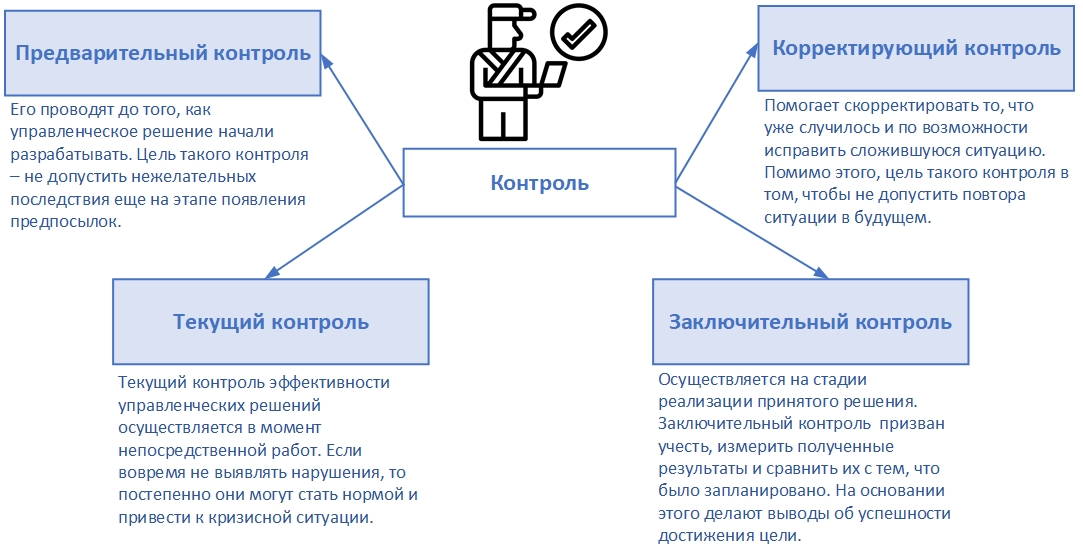 Предварительный контроль
Его проводят до того, как
управленческое решение начали
разрабатывать. Цель такого контроля
– не допустить нежелательных
последствия еще на этапе появления
предпосылок.
Контроль
Корректирующий контроль
Помогает скорректировать то, что
уже случилось и по возможности
исправить сложившуюся ситуацию.
Помимо этого, цель такого контроля в
том, чтобы не допустить повтора
ситуации в будущем.
Текущий контроль
Текущий контроль эффективности
управленческих решений
осуществляется в момент
непосредственной работ. Если
вовремя не выявлять нарушения, то
постепенно они могут стать нормой и
привести к кризисной ситуации.
Заключительный контроль
Осуществляется на стадии
реализации принятого решения.
Заключительный контроль призван
учесть, измерить полученные
результаты и сравнить их с тем, что
было запланировано. На основании
этого делают выводы об успешности
достижения цели.